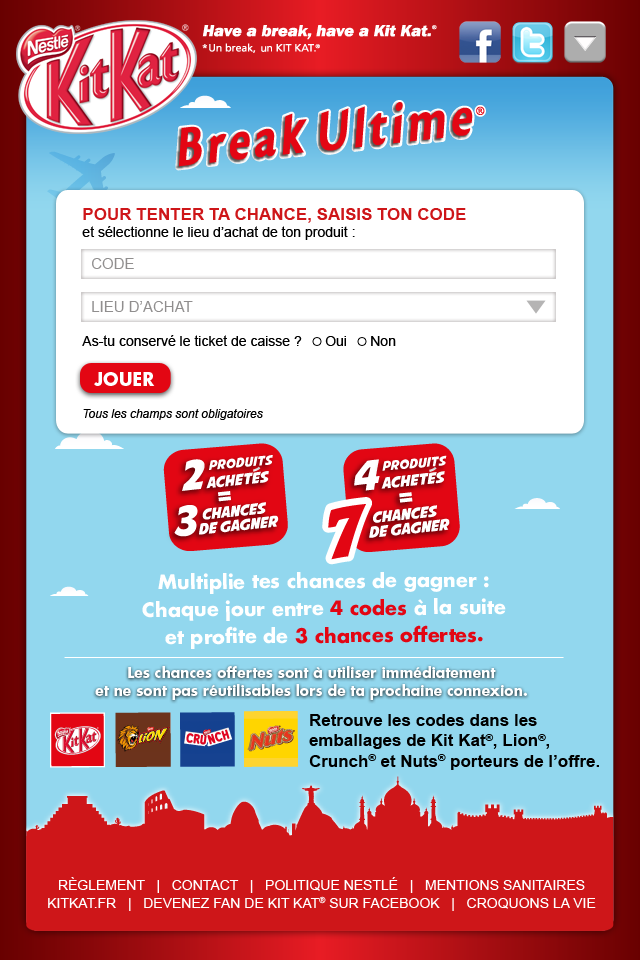 Nestlé
KitKat
Have a break, have a Kit Kat.®
*Un break, un KIT KAT.®
f
t
Break Ultime®
POUR TENTER TA CHANCE, SAISIS TON CODE
et sélectionne le lieu d'achat de ton produit :
CODE
LIEU D'ACHAT
As-tu conservé le ticket de caisse ? Oui Non
JOUER
Tous les champs sont obligatoires
2 PRODUITS
ACHETÉS
=
3 CHANCES
DE GAGNER
4 PRODUITS
ACHETÉS
=
7 CHANCES
DE GAGNER
Multiplie tes chances de gagner :
Chaque jour entre 4 codes à la suite
et profite de 3 chances offertes.
Les chances offertes sont à utiliser immédiatement
et ne sont pas réutilisables lors de ta prochaine connexion.
KitKat
LION
CRUNCH
Nuts
Retrouve les codes dans les
emballages de Kit Kat®, Lion®,
Crunch® et Nuts® porteurs de l'offre.
RÈGLEMENT | CONTACT | POLITIQUE NESTLÉ | MENTIONS SANITAIRES
KITKAT.FR | DEVENEZ FAN DE KIT KAT® SUR FACEBOOK | CROQUONS LA VIE